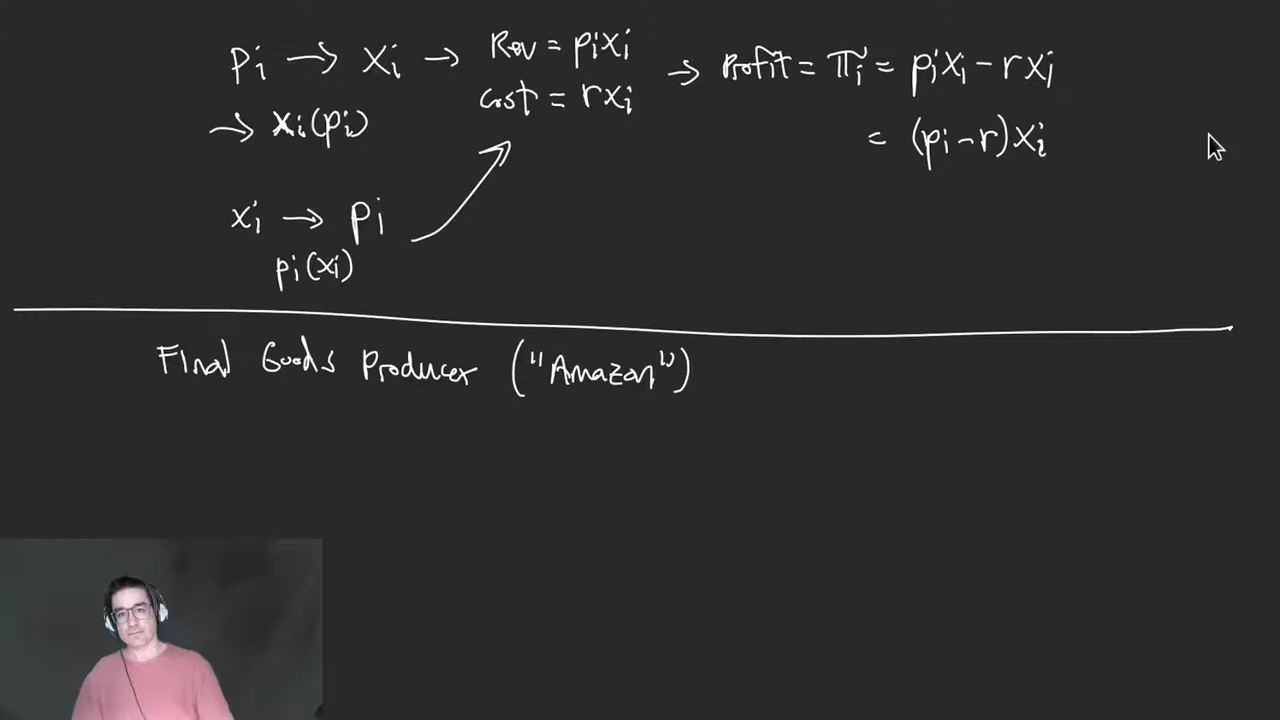 pi → Xi → Rev = pixi → Profit = πi = pixi - rxi
→ xi(pi) Cost = rxi = (pi - r)xi
xi → pi
pi(xi)
Final Goods Producer ("Amazon")